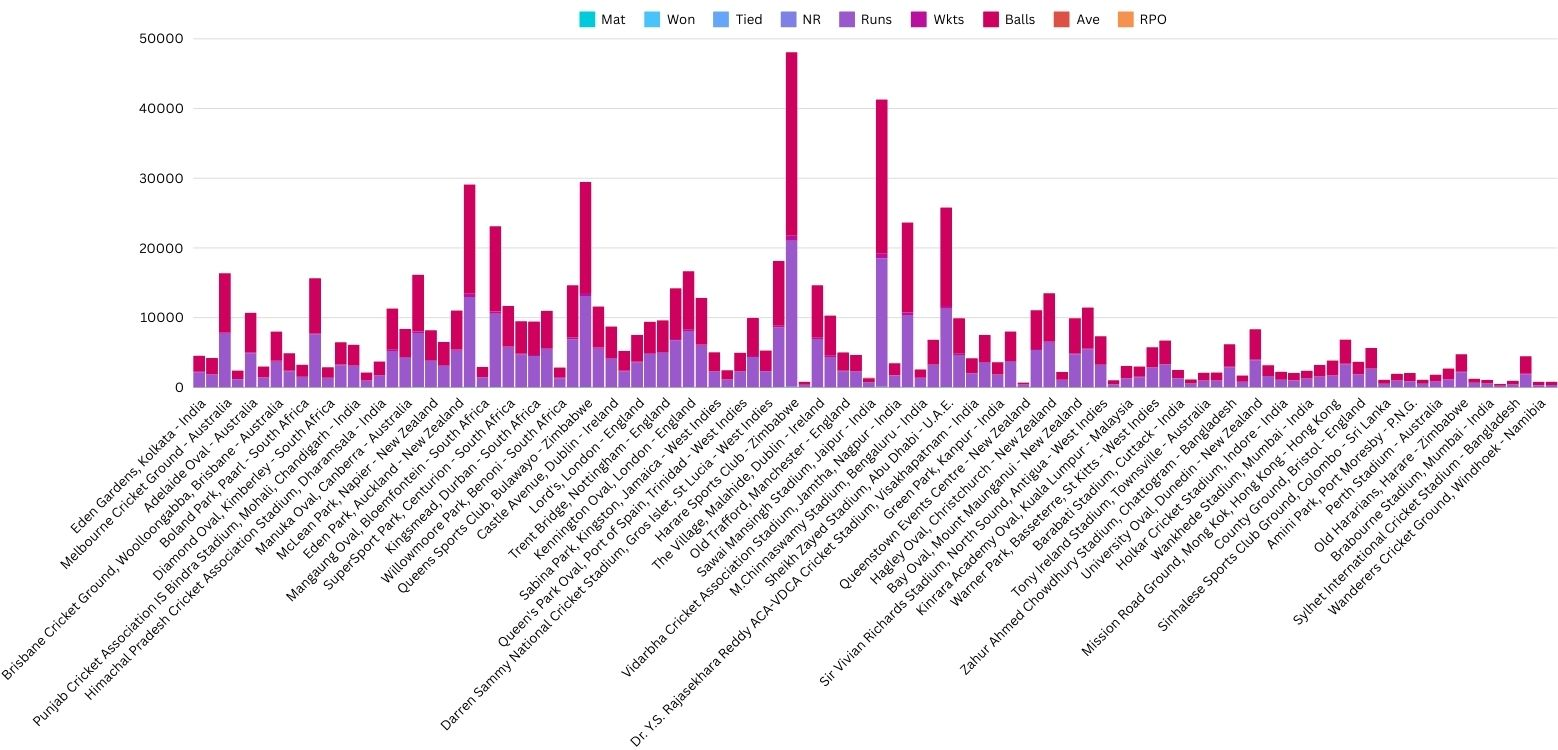 Mat Won Tied NR Runs Wkts Balls Ave RPO
50000
40000
30000
20000
10000
0
Eden Gardens, Kolkata - India
Melbourne Cricket Ground - Australia
Adelaide Oval - Australia
Brisbane Cricket Ground, Woolloongabba, Brisbane - Australia
Boland Park, Paarl - South Africa
Diamond Oval, Kimberley - South Africa
Punjab Cricket Association IS Bindra Stadium, Mohali, Chandigarh - India
Himachal Pradesh Cricket Association Stadium, Dharamsala - India
Manuka Oval, Canberra - Australia
McLean Park, Napier - New Zealand
Eden Park, Auckland - New Zealand
Mangaung Oval, Bloemfontein - South Africa
SuperSport Park, Centurion - South Africa
Kingsmead, Durban - South Africa
Willowmoore Park, Benoni - South Africa
Queens Sports Club, Bulawayo - Zimbabwe
Castle Avenue, Dublin - Ireland
Lord's, London - England
Trent Bridge, Nottingham - England
Kennington Oval, London - England
Sabina Park, Kingston, Jamaica - West Indies
Queen's Park Oval, Port of Spain, Trinidad - West Indies
Darren Sammy National Cricket Stadium, Gros Islet, St Lucia - West Indies
Harare Sports Club - Zimbabwe
The Village, Malahide, Dublin - Ireland
Old Trafford, Manchester - England
Sawai Mansingh Stadium, Jaipur - India
Vidarbha Cricket Association Stadium, Jamtha, Nagpur - India
M.Chinnaswamy Stadium, Bengaluru - India
Sheikh Zayed Stadium, Abu Dhabi - U.A.E.
Dr. Y.S. Rajasekhara Reddy ACA-VDCA Cricket Stadium, Visakhapatnam - India
Green Park, Kanpur - India
Queenstown Events Centre - New Zealand
Hagley Oval, Christchurch - New Zealand
Bay Oval, Mount Maunganui - New Zealand
Sir Vivian Richards Stadium, North Sound, Antigua - West Indies
Kinrara Academy Oval, Kuala Lumpur - Malaysia
Warner Park, Basseterre, St Kitts - West Indies
Barabati Stadium, Cuttack - India
Tony Ireland Stadium, Townsville - Australia
Zahur Ahmed Chowdhury Stadium, Chattogram - Bangladesh
University Oval, Dunedin - New Zealand
Holkar Cricket Stadium, Indore - India
Wankhede Stadium, Mumbai - India
Mission Road Ground, Mong Kok, Hong Kong - Hong Kong
County Ground, Bristol - England
Sinhalese Sports Club Ground, Colombo - Sri Lanka
Amini Park, Port Moresby - P.N.G.
Perth Stadium - Australia
Old Hararians, Harare - Zimbabwe
Brabourne Stadium, Mumbai - India
Sylhet International Cricket Stadium - Bangladesh
Wanderers Cricket Ground, Windhoek - Namibia